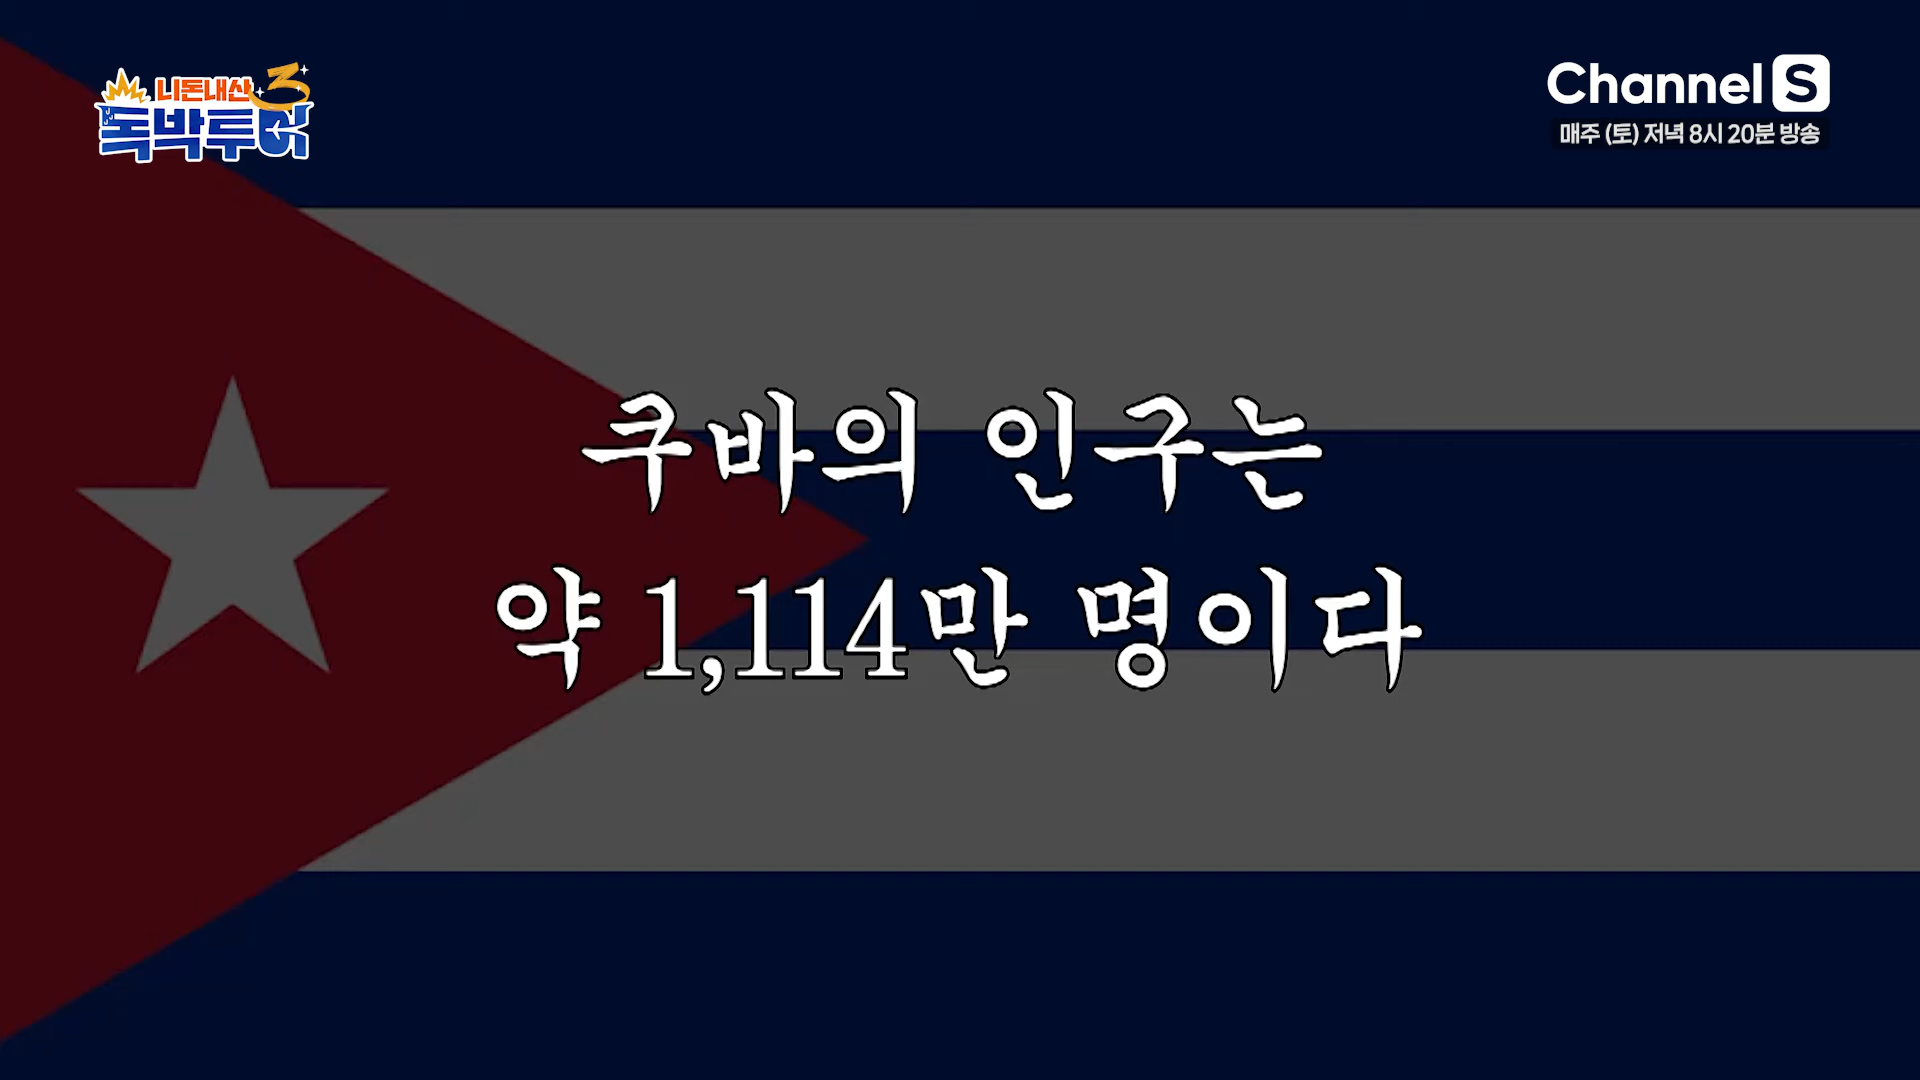 니돈내산 3
독박투어
Channel S
매주 (토) 저녁 8시 20분 방송
쿠바의 인구는
약 1,114만 명이다